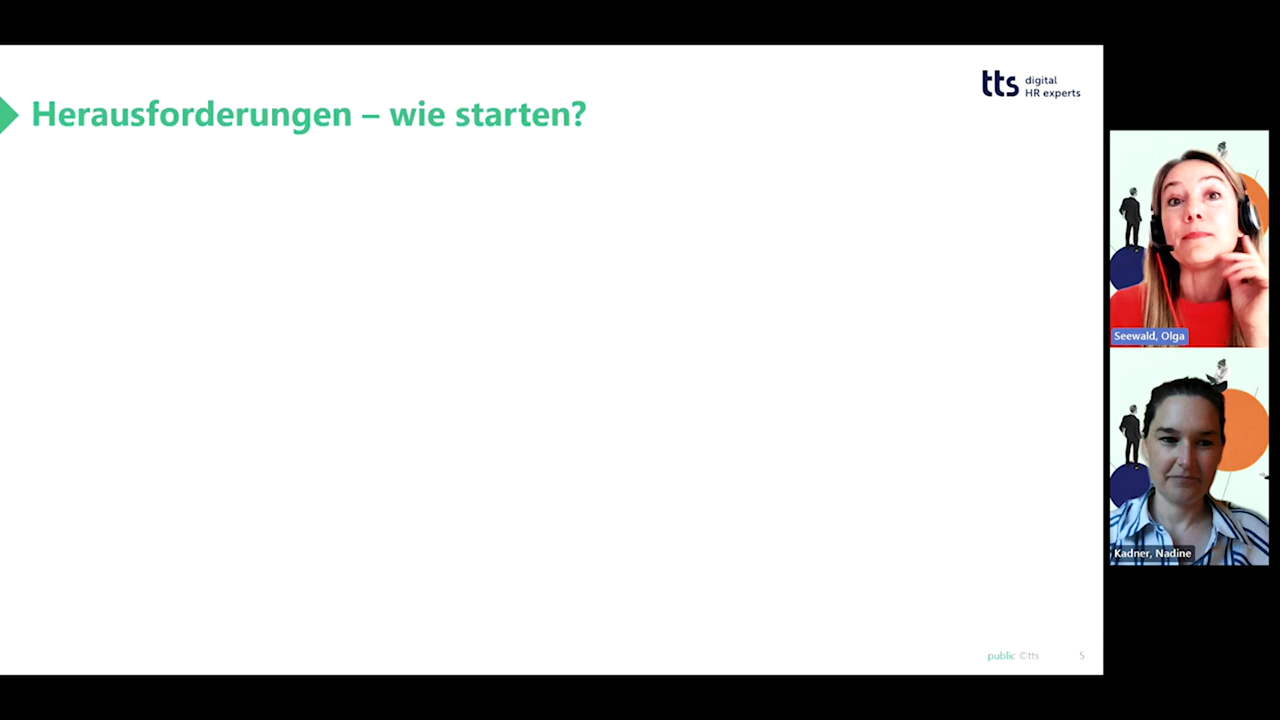 Herausforderungen – wie starten?
tts digital
HR experts
Seewald, Olga
Kadner, Nadine
public ©tts 5